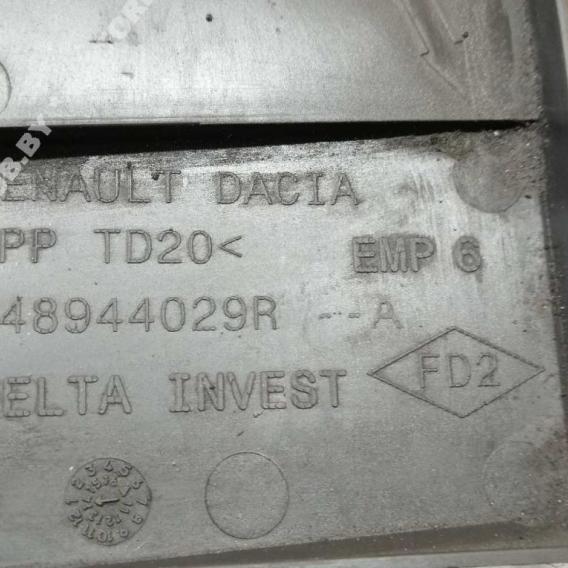 ENAULT DACIA
PP TD20< EMP 6
48944029R --A
ELTA INVEST FD2